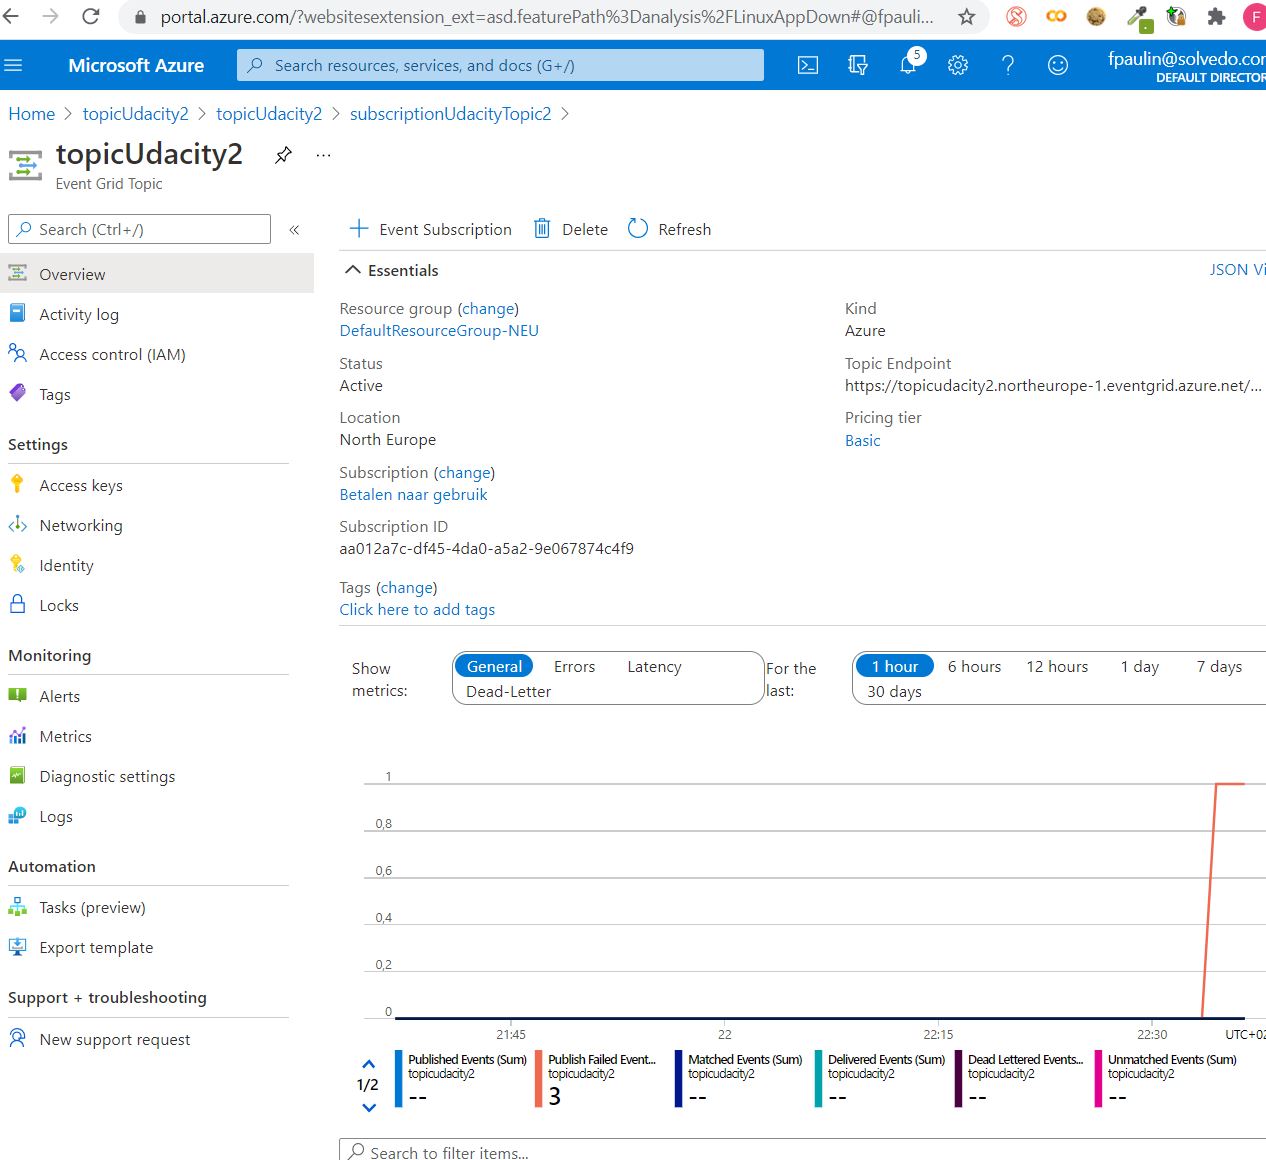 portal.azure.com/?websitesextension_ext=asd.featurePath%3Danalysis%2FLinuxAppDown#@fpauli...
F
Microsoft Azure
Search resources, services, and docs (G+/)
5
fpaulin@solvedo.com
DEFAULT DIRECTOR
Home > topicUdacity2 > topicUdacity2 > subscriptionUdacityTopic2 >
topicUdacity2
...
Event Grid Topic
Search (Ctrl+/)
«
Overview
Activity log
Access control (IAM)
Tags
Settings
Access keys
Networking
Identity
Locks
Monitoring
Alerts
Metrics
Diagnostic settings
Logs
Automation
Tasks (preview)
Export template
Support + troubleshooting
New support request
+ Event Subscription
Delete
Refresh
Essentials
JSON Vi
Resource group (change)
DefaultResourceGroup-NEU
Status
Active
Location
North Europe
Subscription (change)
Betalen naar gebruik
Subscription ID
aa012a7c-df45-4da0-a5a2-9e067874c4f9
Tags (change)
Click here to add tags
Kind
Azure
Topic Endpoint
https://topicudacity2.northeurope-1.eventgrid.azure.net/...
Pricing tier
Basic
Show metrics:
General
Errors
Latency
Dead-Letter
For the last:
1 hour
6 hours
12 hours
1 day
7 days
30 days
1
0,8
0,6
0,4
0,2
0
21:45
22
22:15
22:30
UTC+02
1/2
Published Events (Sum)
topicudacity2
--
Publish Failed Event...
topicudacity2
3
Matched Events (Sum)
topicudacity2
--
Delivered Events (Sum)
topicudacity2
--
Dead Lettered Events...
topicudacity2
--
Unmatched Events (Sum)
topicudacity2
--
Search to filter items...